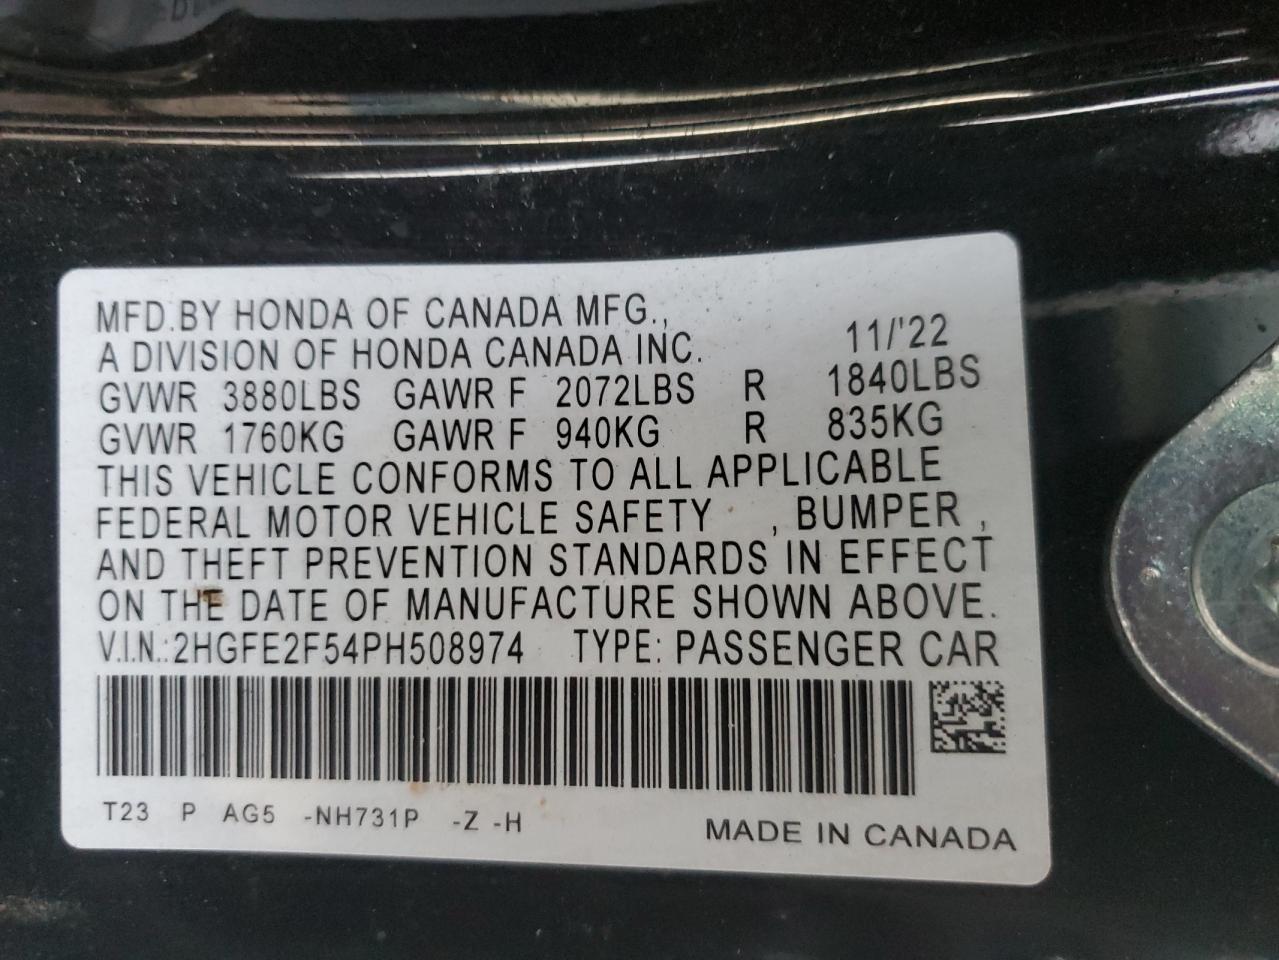 MFD.BY HONDA OF CANADA MFG.,
A DIVISION OF HONDA CANADA INC. 11/'22
GVWR 3880LBS GAWR F 2072LBS R 1840LBS
GVWR 1760KG GAWR F 940KG R 835KG
THIS VEHICLE CONFORMS TO ALL APPLICABLE
FEDERAL MOTOR VEHICLE SAFETY , BUMPER ,
AND THEFT PREVENTION STANDARDS IN EFFECT
ON THE DATE OF MANUFACTURE SHOWN ABOVE.
V.I.N.:2HGFE2F54PH508974 TYPE: PASSENGER CAR
T23 P AG5 -NH731P -Z -H
MADE IN CANADA